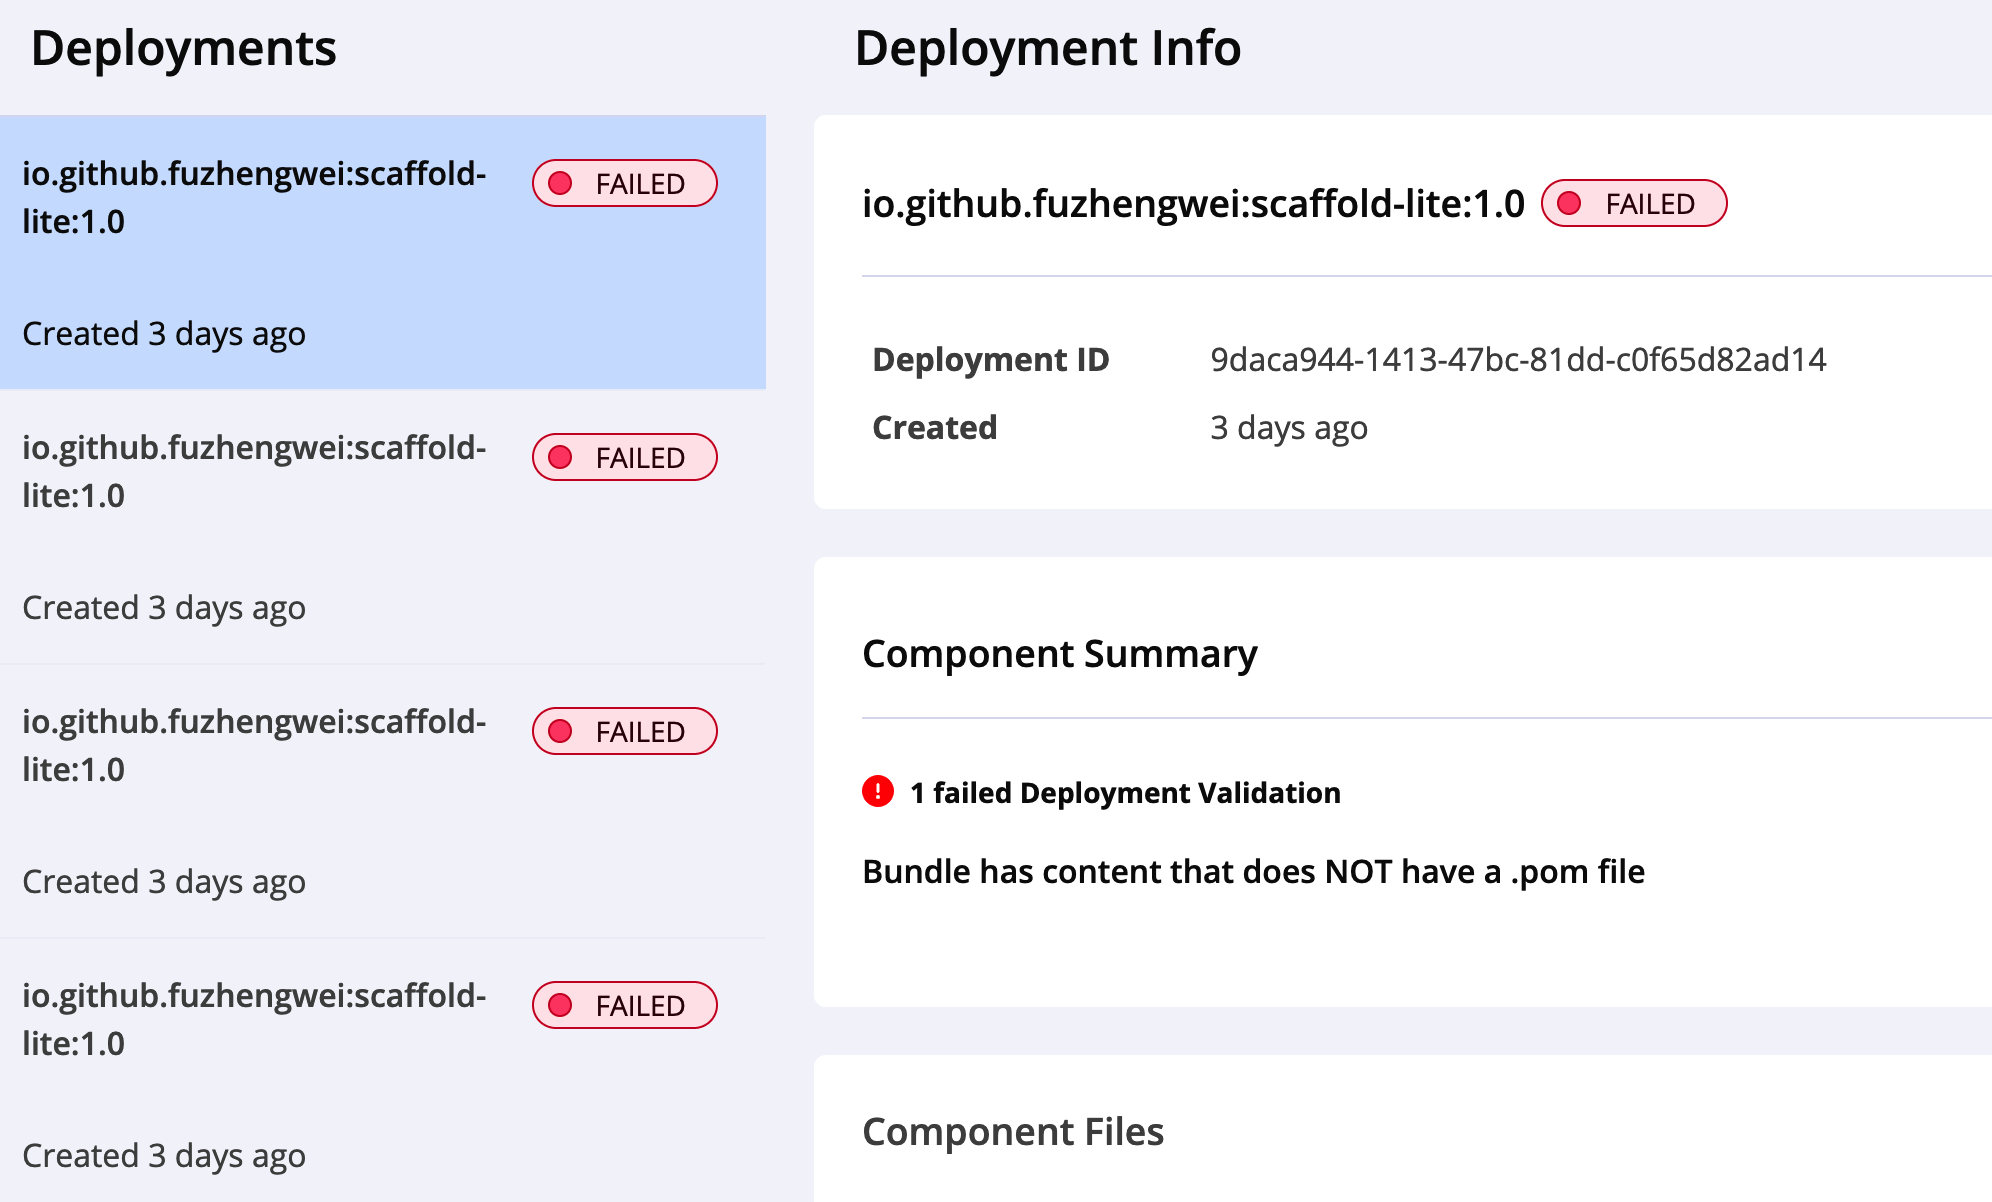 Deployments
io.github.fuzhengwei:scaffold-
lite:1.0
FAILED
Created 3 days ago
io.github.fuzhengwei:scaffold-
lite:1.0
FAILED
Created 3 days ago
io.github.fuzhengwei:scaffold-
lite:1.0
FAILED
Created 3 days ago
io.github.fuzhengwei:scaffold-
lite:1.0
FAILED
Created 3 days ago
Deployment Info
io.github.fuzhengwei:scaffold-lite:1.0 FAILED
Deployment ID 9daca944-1413-47bc-81dd-c0f65d82ad14
Created 3 days ago
Component Summary
1 failed Deployment Validation
Bundle has content that does NOT have a .pom file
Component Files